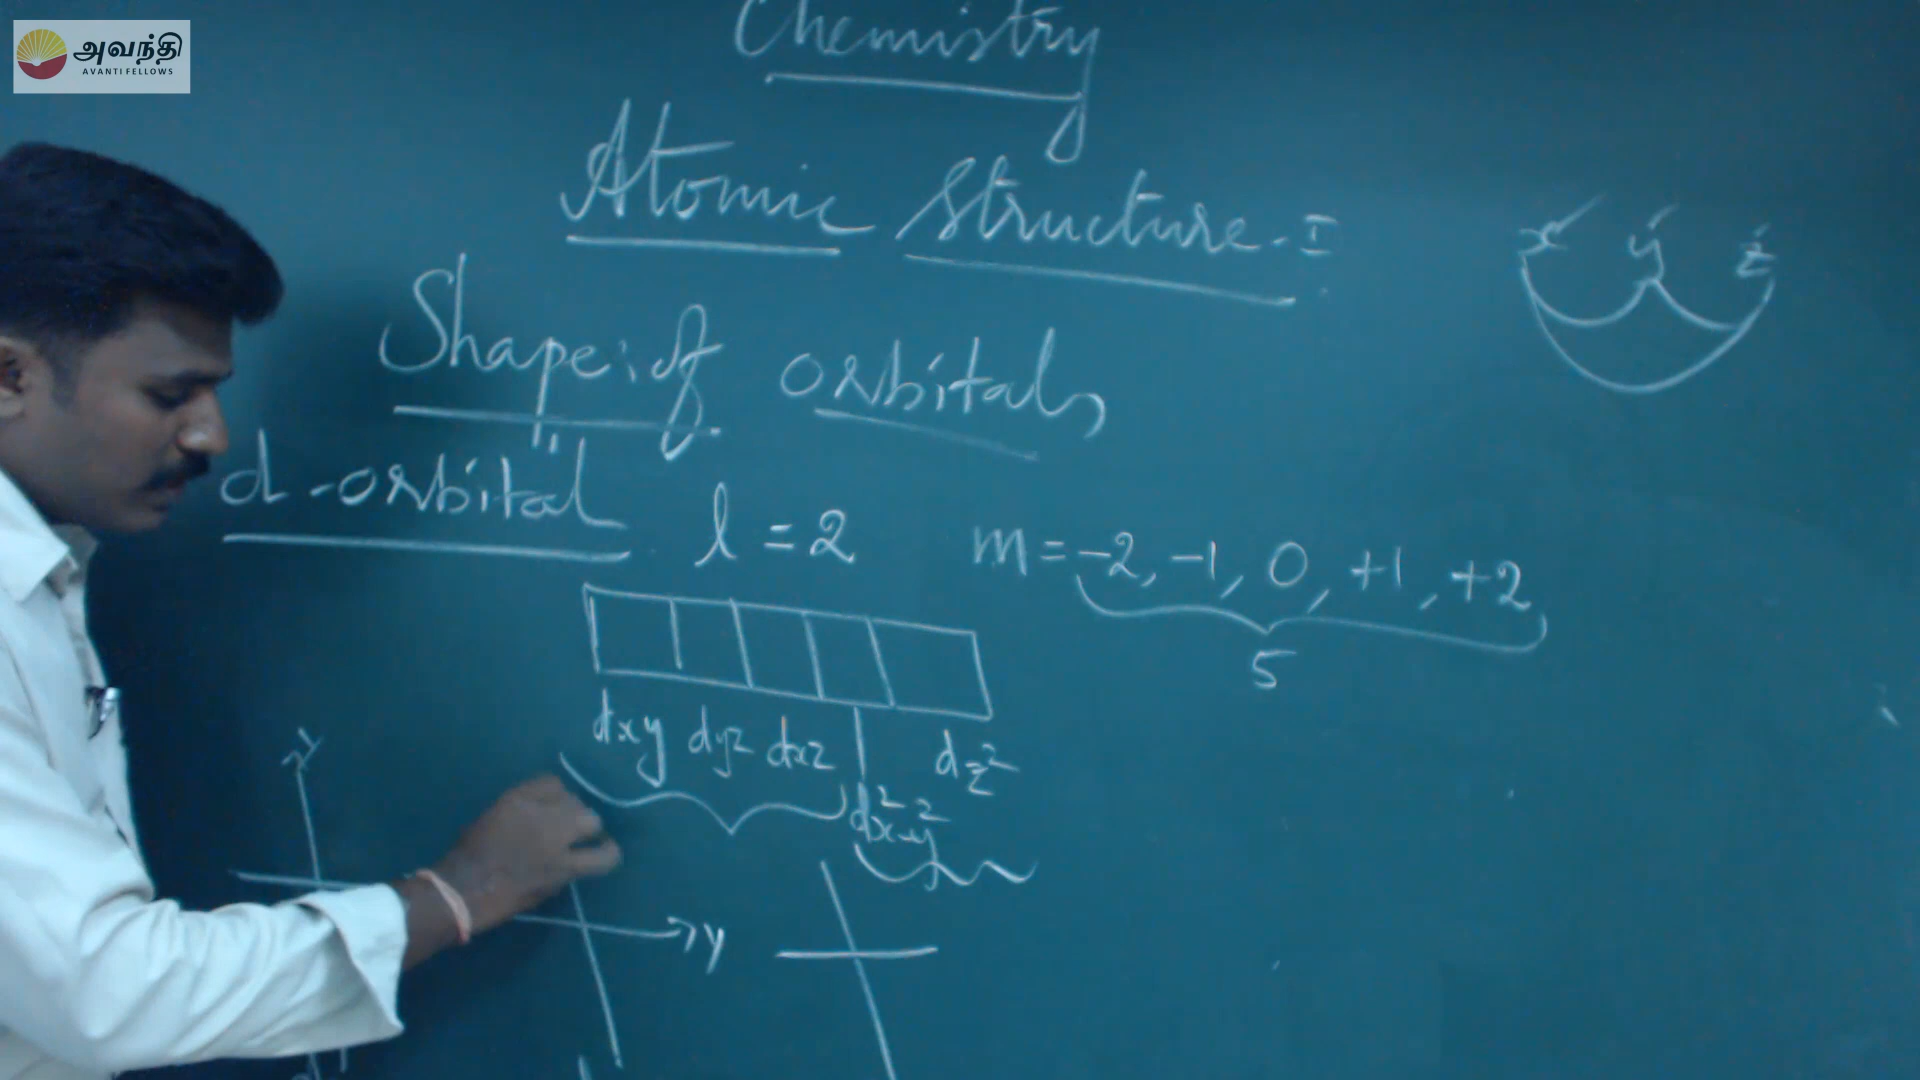 அவந்தி
AVANTI FELLOWS
Chemistry
Atomic Structure-I
x y z
Shape of orbitals
d-orbital l = 2 m = -2, -1, 0, +1, +2
5
dxy dyz dxz dz²
dx²-y²
y